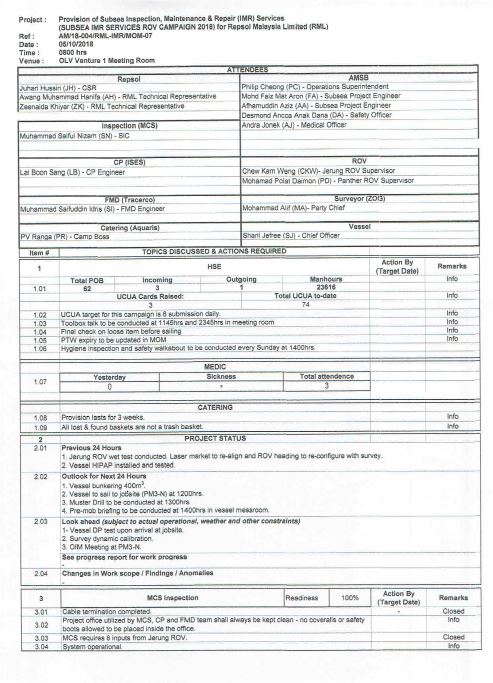 Project : Provision of Subsea Inspection, Maintenance & Repair (IMR) Services
(SUBSEA IMR SERVICES ROV CAMPAIGN 2018) for Repsol Malaysia Limited (RML)
Ref : AM/18-004/RML-IMR/MOM-07
Date : 05/10/2018
Time : 0800 hrs
Venue : OLV Venture 1 Meeting Room
ATTENDEES
Repsol AMSB
Juhari Hussin (JH) - CSR Philip Cheong (PC) - Operations Superintendent
Awang Muhammad Hanifa (AH) - RML Technical Representative Mohd Faiz Mat Aron (FA) - Subsea Project Engineer
Zeenaida Khiyar (ZK) - RML Technical Representative Afhamuddin Aziz (AA) - Subsea Project Engineer
Desmond Ancca Anak Dana (DA) - Safety Officer
Inspection (MCS) Andra Jonek (AJ) - Medical Officer
Muhammad Saiful Nizam (SN) - SIC
CP (ISES) ROV
Lai Boon Sang (LB) - CP Engineer Chew Kam Weng (CKW)- Jerung ROV Supervisor
Mohamad Polat Daimon (PD) - Panther ROV Supervisor
FMD (Tracerco) Surveyor (ZOG)
Muhammad Saifuddin Idris (SI) - FMD Engineer Mohammad Alif (MA)- Party Chief
Catering (Aquaris) Vessel
PV Ranga (PR) - Camp Boss Sharil Jefree (SJ) - Chief Officer
Item # TOPICS DISCUSSED & ACTIONS REQUIRED
1 HSE Action By (Target Date) Remarks
Total POB Incoming Outgoing Manhours Info
1.01 62 3 1 23616
UCUA Cards Raised: Total UCUA to-date Info
3 74
1.02 UCUA target for this campaign is 6 submission daily. Info
1.03 Toolbox talk to be conducted at 1145hrs and 2345hrs in meeting room Info
1.04 Final check on loose item before sailing Info
1.05 PTW expiry to be updated in MOM Info
1.06 Hygiene inspection and safety walkabout to be conducted every Sunday at 1400hrs.
MEDIC
1.07 Yesterday Sickness Total attendence
0 - 3
CATERING
1.08 Provision lasts for 3 weeks. Info
1.09 All lost & found baskets are not a trash basket. Info
2 PROJECT STATUS
2.01 Previous 24 Hours
1. Jerung ROV wet test conducted. Laser market to re-align and ROV heading to re-configure with survey.
2. Vessel HIPAP installed and tested.
2.02 Outlook for Next 24 Hours
1. Vessel bunkering 400m³.
2. Vessel to sail to jobsite (PM3-N) at 1200hrs.
3. Muster Drill to be conducted at 1300hrs
4. Pre-mob briefing to be conducted at 1400hrs in vessel messroom.
2.03 Look ahead (subject to actual operational, weather and other constraints)
1- Vessel DP test upon arrival at jobsite.
2. Survey dynamic calibration.
3. OIM Meeting at PM3-N.
See progress report for work progress
-
2.04 Changes in Work scope / Findings / Anomalies
-
3 MCS Inspection Readiness 100% Action By (Target Date) Remarks
3.01 Cable termination completed. - Closed
3.02 Project office utilized by MCS, CP and FMD team shall always be kept clean - no coveralls or safety Info
boots allowed to be placed inside the office.
3.03 MCS requires 8 inputs from Jerung ROV. Closed
3.04 System operational. Info